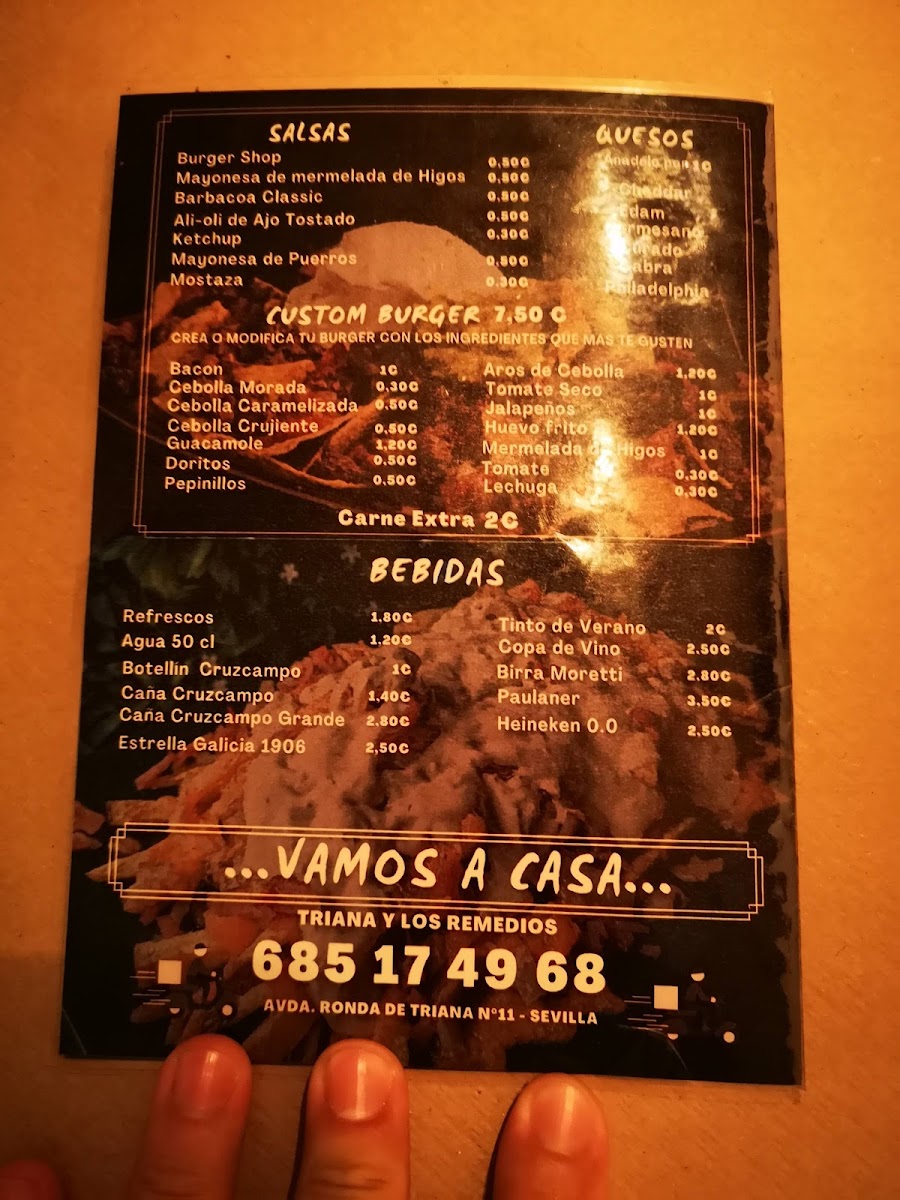 SALSAS
Burger Shop 0,50€
Mayonesa de mermelada de Higos 0,50€
Barbacoa Classic 0,50€
Ali-oli de Ajo Tostado 0,50€
Ketchup 0,30€
Mayonesa de Puerros 0,50€
Mostaza 0,30€
QUESOS
Añadelo por 1€
Cheddar
Edam
Parmesano
Cabra
Philadelphia
CUSTOM BURGER 7,50 €
CREA O MODIFICA TU BURGER CON LOS INGREDIENTES QUE MAS TE GUSTEN
Bacon 1€
Cebolla Morada 0,30€
Cebolla Caramelizada 0,50€
Cebolla Crujiente 0,50€
Guacamole 1,20€
Doritos 0,50€
Pepinillos 0,50€
Aros de Cebolla 1,20€
Tomate Seco 1€
Jalapeños 1€
Huevo frito 1,20€
Mermelada de Higos 1€
Tomate 0,30€
Lechuga 0,30€
Carne Extra 2€
BEBIDAS
Refrescos 1,80€
Agua 50 cl 1,20€
Botellín Cruzcampo 1€
Caña Cruzcampo 1,40€
Caña Cruzcampo Grande 2,80€
Estrella Galicia 1906 2,50€
Tinto de Verano 2€
Copa de Vino 2.50€
Birra Moretti 2.80€
Paulaner 3,50€
Heineken 0.0 2,50€
...VAMOS A CASA...
TRIANA Y LOS REMEDIOS
685 17 49 68
AVDA. RONDA DE TRIANA Nº11 - SEVILLA